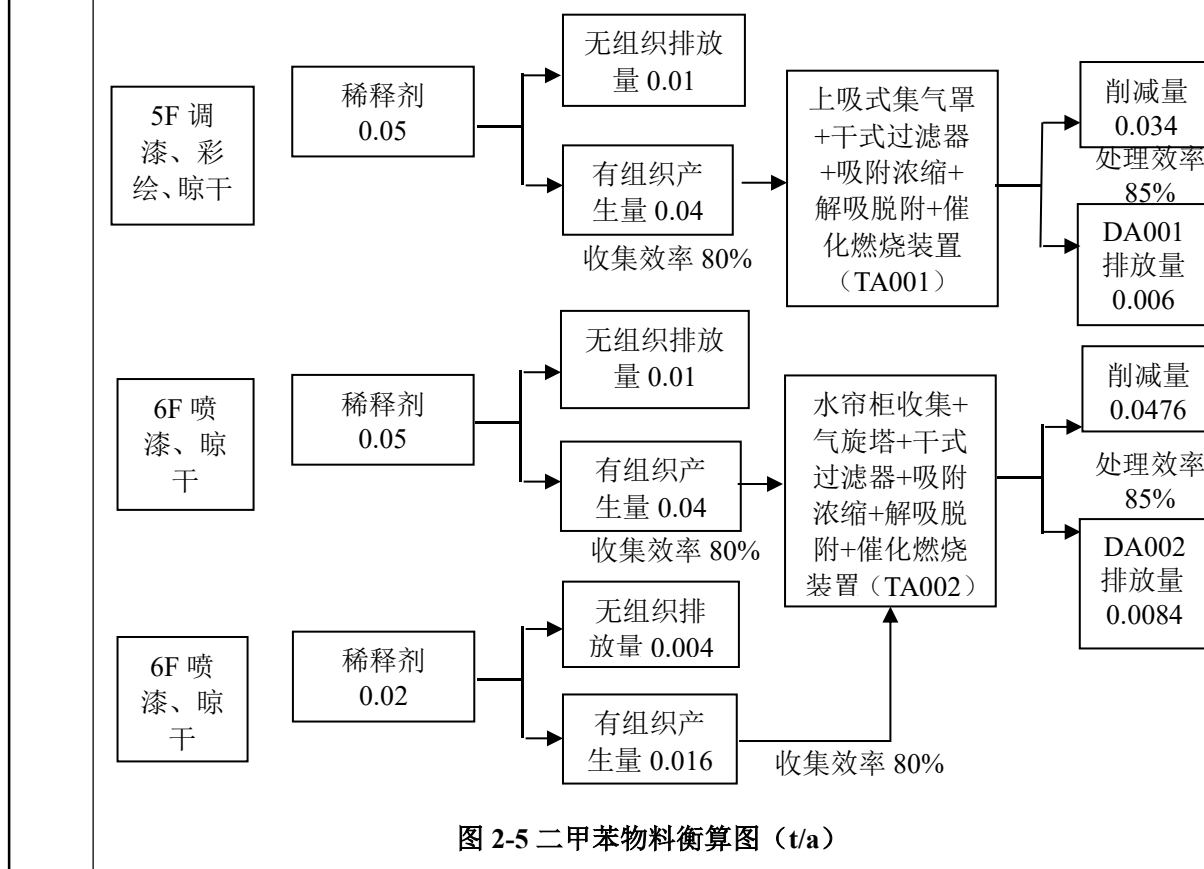 5F 调
漆、彩
绘、晾干
稀释剂
0.05
无组织排放
量 0.01
有组织产
生量 0.04
收集效率 80%
上吸式集气罩
+干式过滤器
+吸附浓缩+
解吸脱附+催
化燃烧装置
（TA001）
削减量
0.034
处理效率
85%
DA001
排放量
0.006
6F 喷
漆、晾
干
稀释剂
0.05
无组织排放
量 0.01
有组织产
生量 0.04
收集效率 80%
水帘柜收集+
气旋塔+干式
过滤器+吸附
浓缩+解吸脱
附+催化燃烧
装置（TA002）
削减量
0.0476
处理效率
85%
DA002
排放量
0.0084
6F 喷
漆、晾
干
稀释剂
0.02
无组织排
放量 0.004
有组织产
生量 0.016
收集效率 80%
图 2-5 二甲苯物料衡算图（t/a）